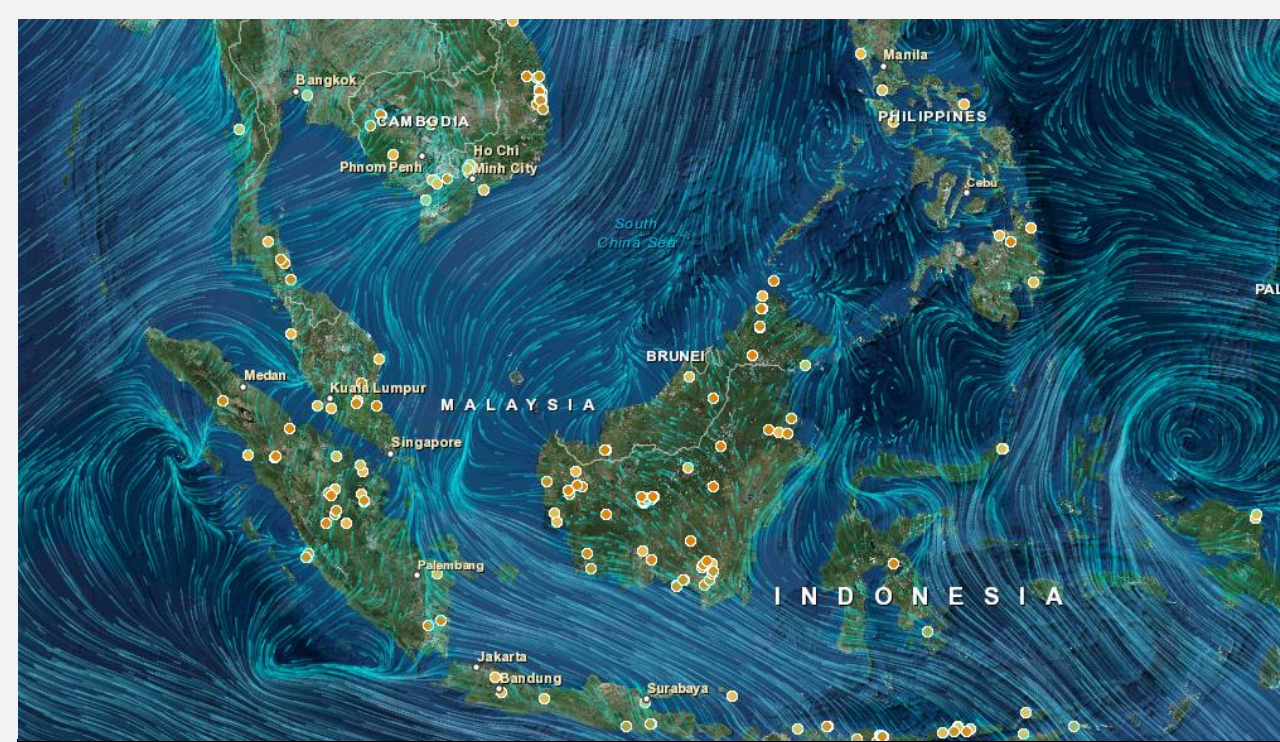 Manila
Bangkok
PHILIPPINES
CAMBODIA
Ho Chi
Minh City
Phnom Penh
Cebu
South
China Sea
PAL
BRUNEI
Medan
Kuala Lumpur
MALAYSIA
Singapore
Palembang
INDONESIA
Jakarta
Bandung
Surabaya